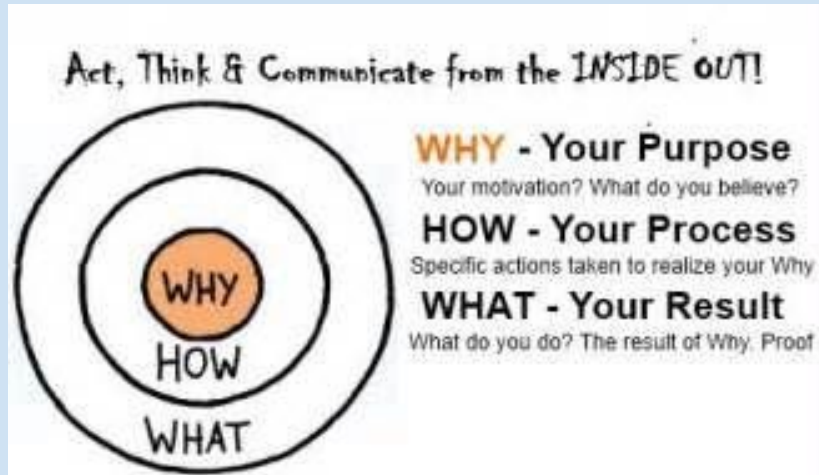 Act, Think & Communicate from the INSIDE OUT!
WHY - Your Purpose
Your motivation? What do you believe?
HOW - Your Process
Specific actions taken to realize your Why
WHAT - Your Result
What do you do? The result of Why. Proof
WHY
HOW
WHAT